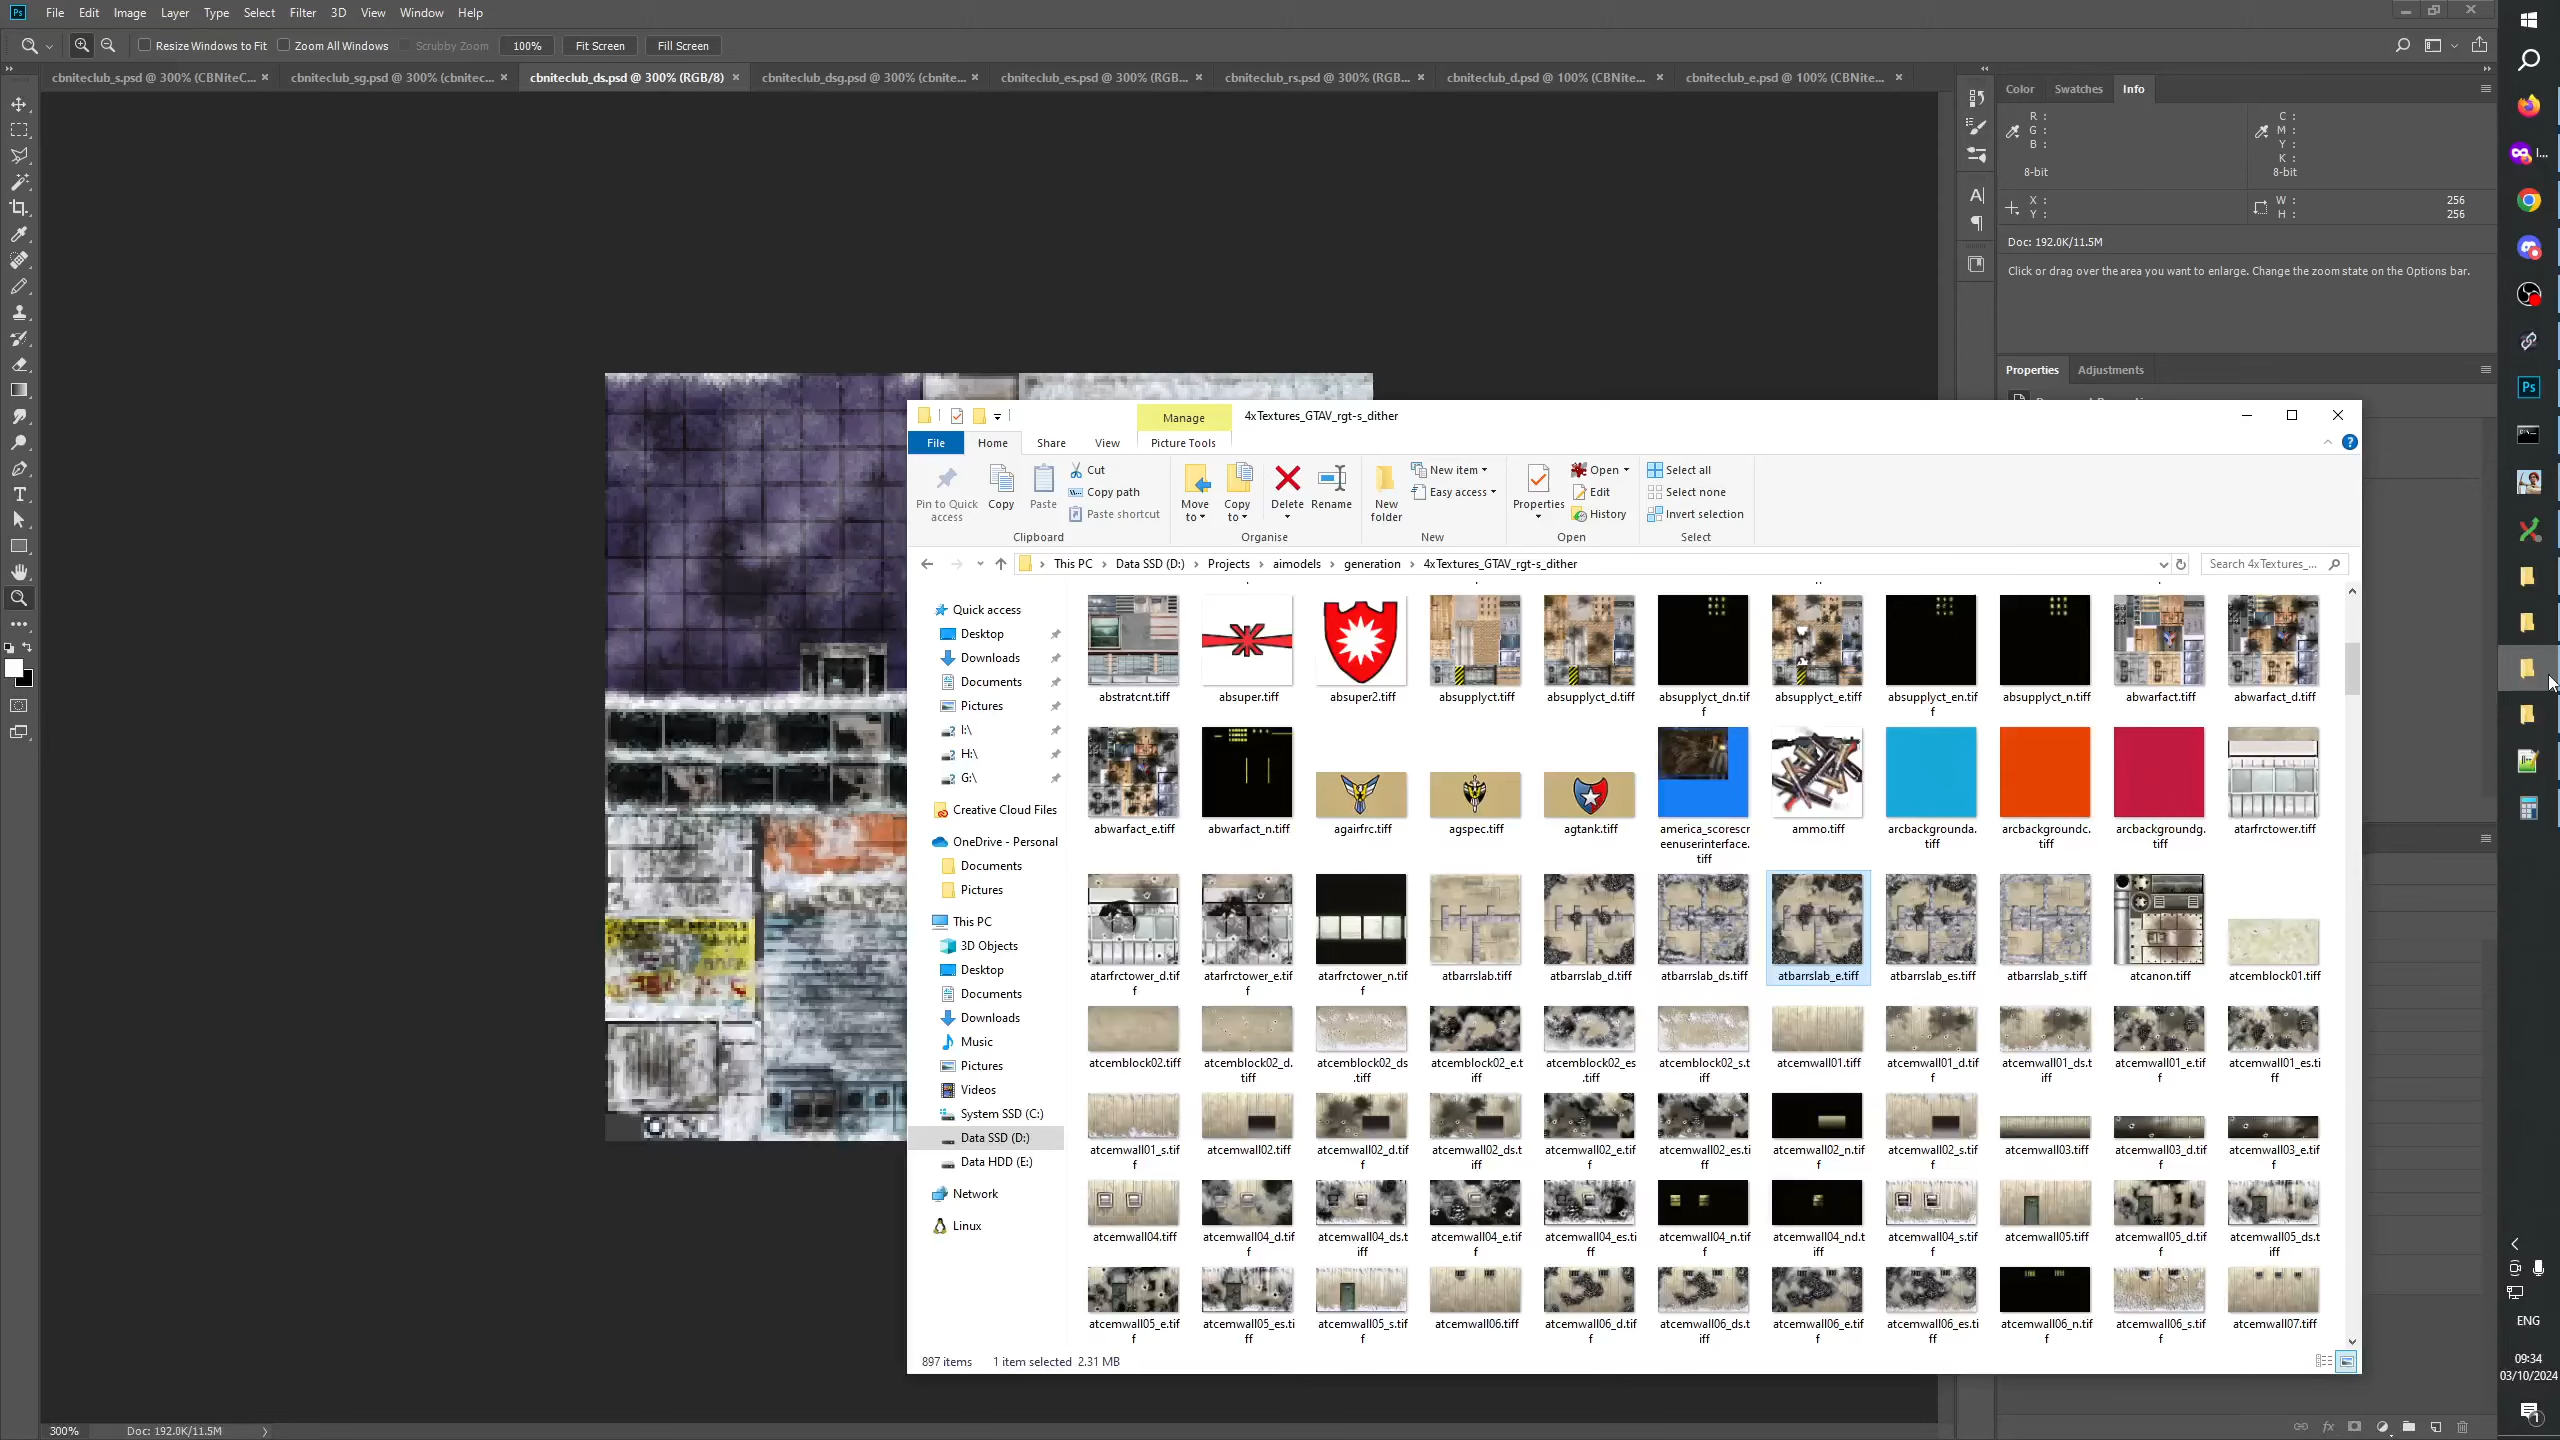 File Edit Image Layer Type Select Filter 3D View Window Help
Resize Windows to Fit Zoom All Windows Scrubby Zoom 100% Fit Screen Fill Screen
cbniteclub_s.psd @ 300% (CBNiteC... × cbniteclub_sg.psd @ 300% (cbnitec... × cbniteclub_ds.psd @ 300% (RGB/8) × cbniteclub_dsg.psd @ 300% (cbnite... × cbniteclub_es.psd @ 300% (RGB... × cbniteclub_rs.psd @ 300% (RGB... × cbniteclub_d.psd @ 100% (CBNite... × cbniteclub_e.psd @ 100% (CBNite... ×
Color Swatches Info
R : C :
G : M :
B : Y :
K :
8-bit 8-bit
X : W : 256
Y : H : 256
Doc: 192.0K/11.5M
Click or drag over the area you want to enlarge. Change the zoom state on the Options bar.
Properties Adjustments
Manage 4xTextures_GTAV_rgt-s_dither
File Home Share View Picture Tools
Pin to Quick access Copy Paste Cut Copy path Paste shortcut
Move to Copy to Delete Rename New folder New item Easy access
Properties Open Edit History Select all Select none Invert selection
Clipboard Organise New Open Select
This PC > Data SSD (D:) > Projects > aimodels > generation > 4xTextures_GTAV_rgt-s_dither
Search 4xTextures_...
Quick access
Desktop
Downloads
Documents
Pictures
I:\
H:\
G:\
Creative Cloud Files
OneDrive - Personal
Documents
Pictures
This PC
3D Objects
Desktop
Documents
Downloads
Music
Pictures
Videos
System SSD (C:)
Data SSD (D:)
Data HDD (E:)
Network
Linux
abstratcnt.tiff absuper.tiff absuper2.tiff absupplyct.tiff absupplyct_d.tiff absupplyct_dn.tiff absupplyct_e.tiff absupplyct_en.tiff absupplyct_n.tiff abwarfact.tiff abwarfact_d.tiff
abwarfact_e.tiff abwarfact_n.tiff agairfrc.tiff agspec.tiff agtank.tiff america_scorescreenuserinterface.tiff ammo.tiff arcbackgrounda.tiff arcbackgroundc.tiff arcbackgroundg.tiff atarfrctower.tiff
atarfrctower_d.tiff atarfrctower_e.tiff atarfrctower_n.tiff atbarrslab.tiff atbarrslab_d.tiff atbarrslab_ds.tiff atbarrslab_e.tiff atbarrslab_es.tiff atbarrslab_s.tiff atcanon.tiff atcemblock01.tiff
atcemblock02.tiff atcemblock02_d.tiff atcemblock02_ds.tiff atcemblock02_e.tiff atcemblock02_es.tiff atcemblock02_s.tiff atcemwall01.tiff atcemwall01_d.tiff atcemwall01_ds.tiff atcemwall01_e.tiff atcemwall01_es.tiff
atcemwall01_s.tiff atcemwall02.tiff atcemwall02_d.tiff atcemwall02_ds.tiff atcemwall02_e.tiff atcemwall02_es.tiff atcemwall02_n.tiff atcemwall02_s.tiff atcemwall03.tiff atcemwall03_d.tiff atcemwall03_e.tiff
atcemwall04.tiff atcemwall04_d.tiff atcemwall04_ds.tiff atcemwall04_e.tiff atcemwall04_es.tiff atcemwall04_n.tiff atcemwall04_nd.tiff atcemwall04_s.tiff atcemwall05.tiff atcemwall05_d.tiff atcemwall05_ds.tiff
atcemwall05_e.tiff atcemwall05_es.tiff atcemwall05_s.tiff atcemwall06.tiff atcemwall06_d.tiff atcemwall06_ds.tiff atcemwall06_e.tiff atcemwall06_es.tiff atcemwall06_n.tiff atcemwall06_s.tiff atcemwall07.tiff
897 items 1 item selected 2.31 MB
300% Doc: 192.0K/11.5M
ENG
09:34
03/10/2024